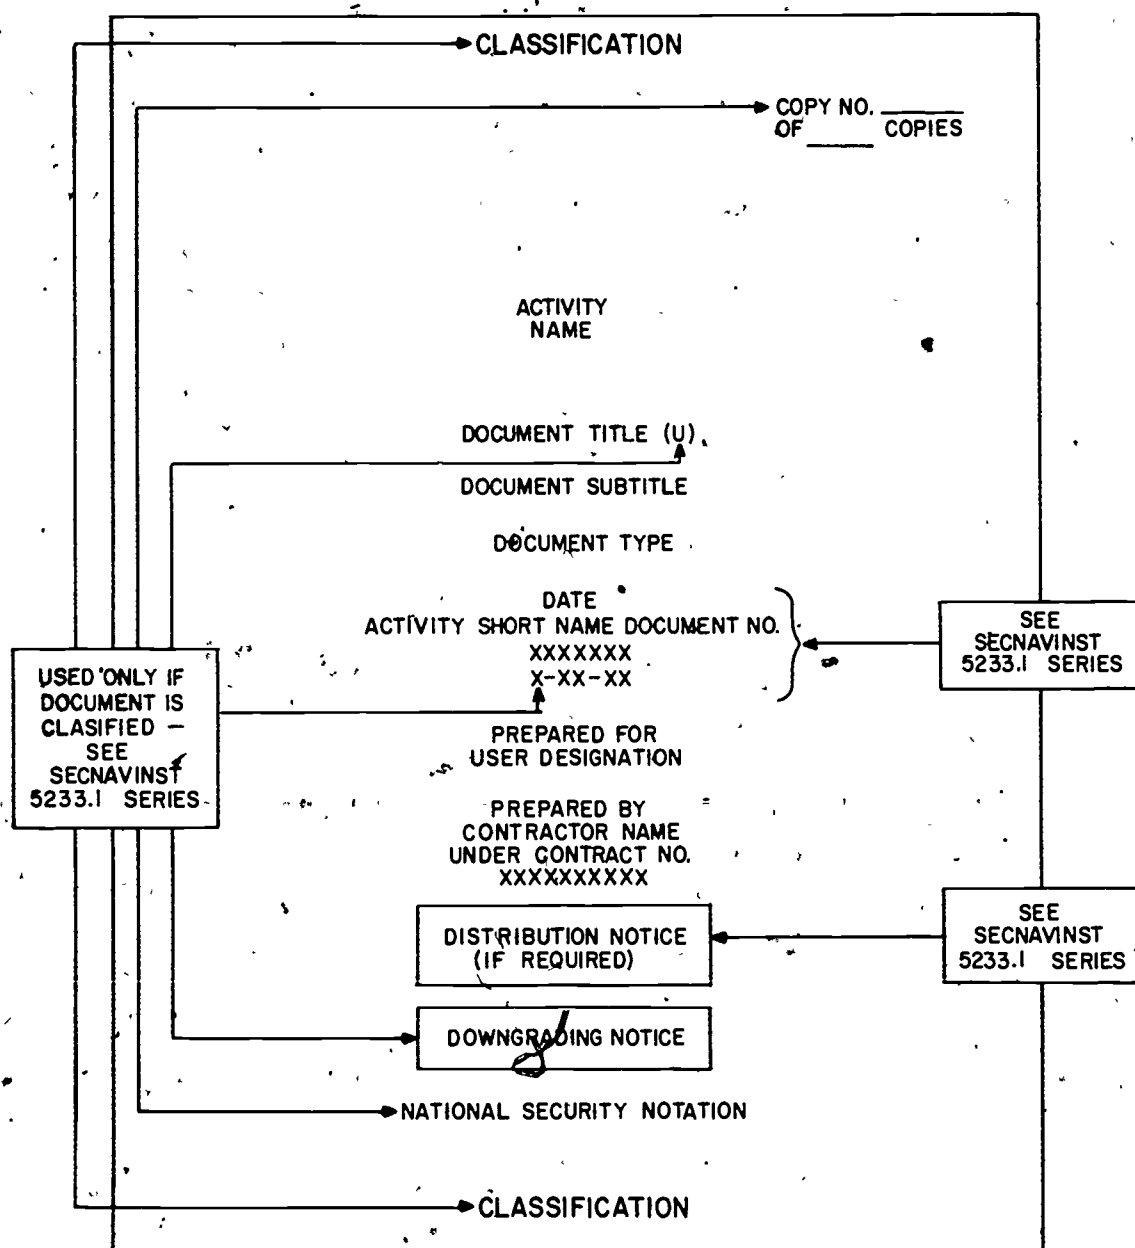 CLASSIFICATION
COPY NO. ____
OF ____ COPIES
ACTIVITY
NAME
DOCUMENT TITLE (U)
DOCUMENT SUBTITLE
DOCUMENT TYPE
DATE
ACTIVITY SHORT NAME DOCUMENT NO.
XXXXXXX
X-XX-XX
SEE
SECNAVINST
5233.1 SERIES
USED ONLY IF
DOCUMENT IS
CLASIFIED –
SEE
SECNAVINST
5233.1 SERIES
PREPARED FOR
USER DESIGNATION
PREPARED BY
CONTRACTOR NAME
UNDER CONTRACT NO.
XXXXXXXXXX
DISTRIBUTION NOTICE
(IF REQUIRED)
SEE
SECNAVINST
5233.1 SERIES
DOWNGRADING NOTICE
NATIONAL SECURITY NOTATION
CLASSIFICATION